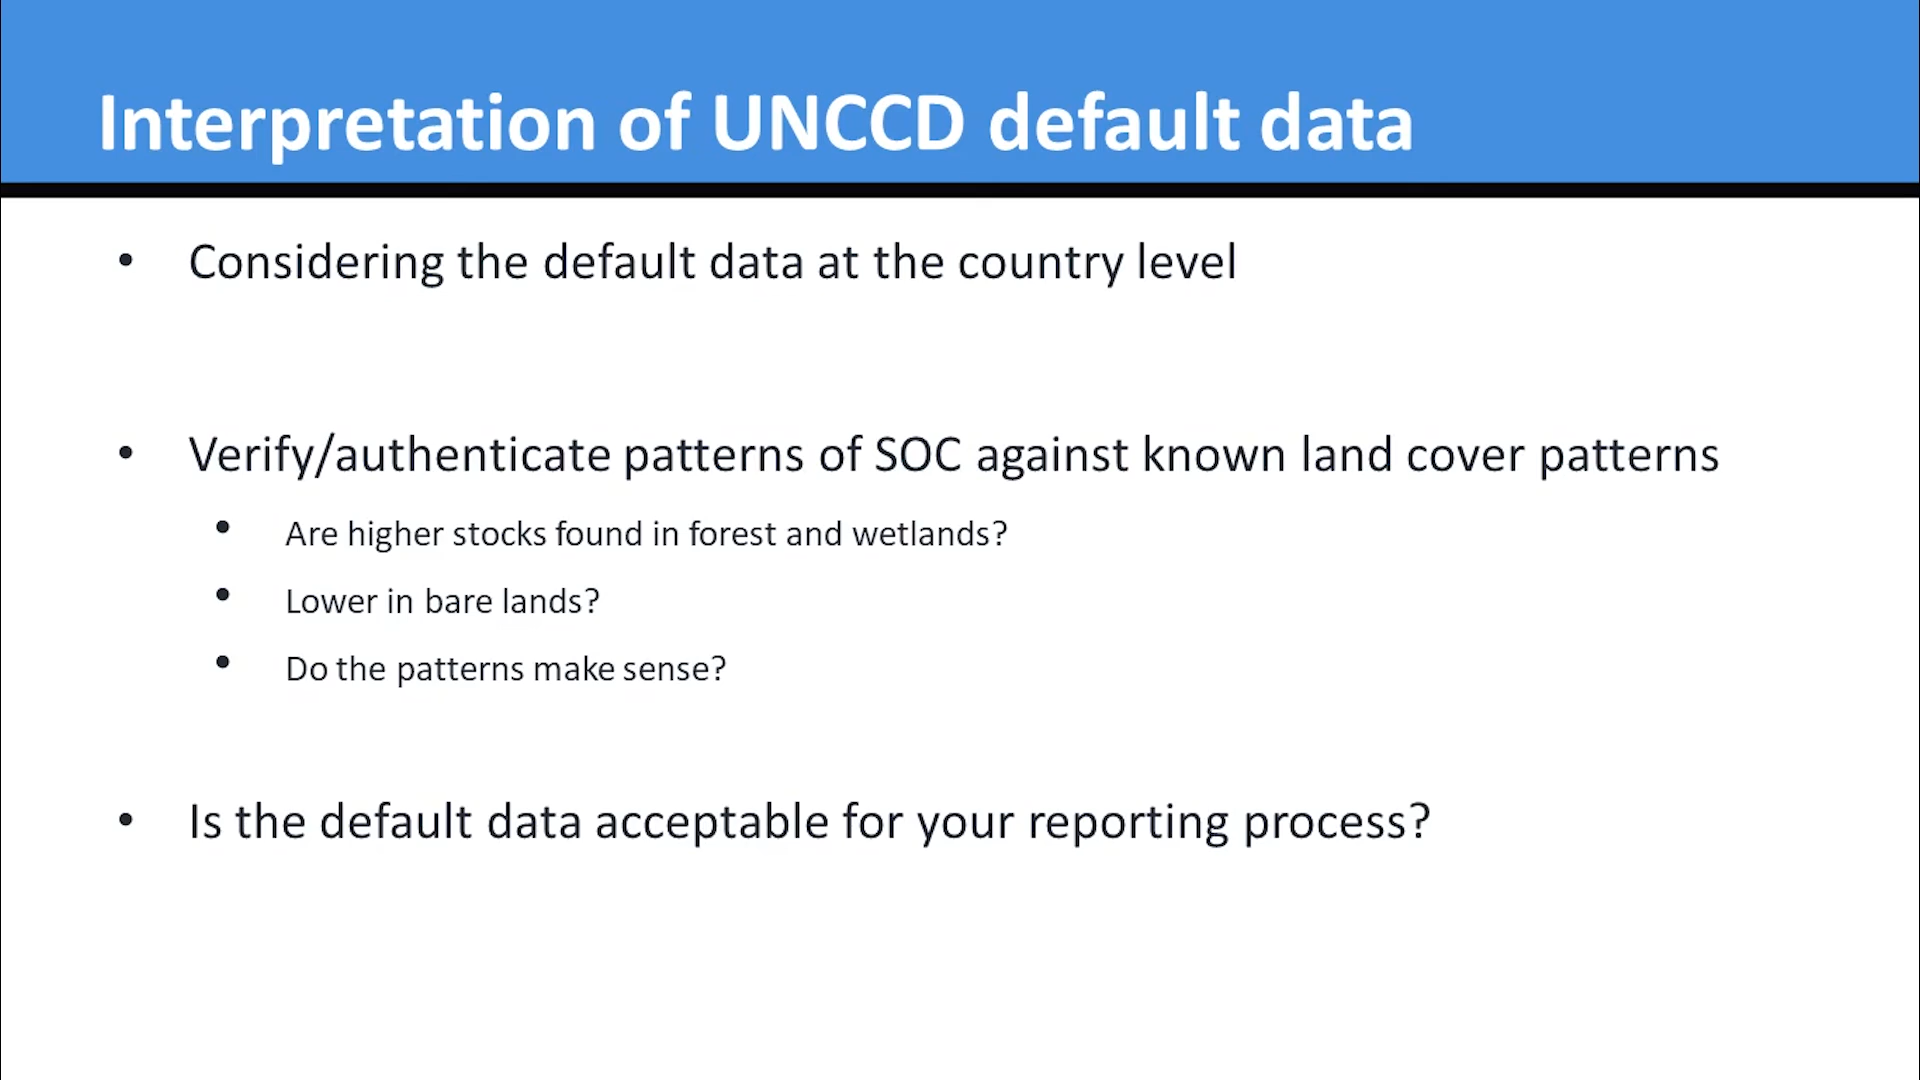 Interpretation of UNCCD default data
• Considering the default data at the country level
• Verify/authenticate patterns of SOC against known land cover patterns
• Are higher stocks found in forest and wetlands?
• Lower in bare lands?
• Do the patterns make sense?
• Is the default data acceptable for your reporting process?